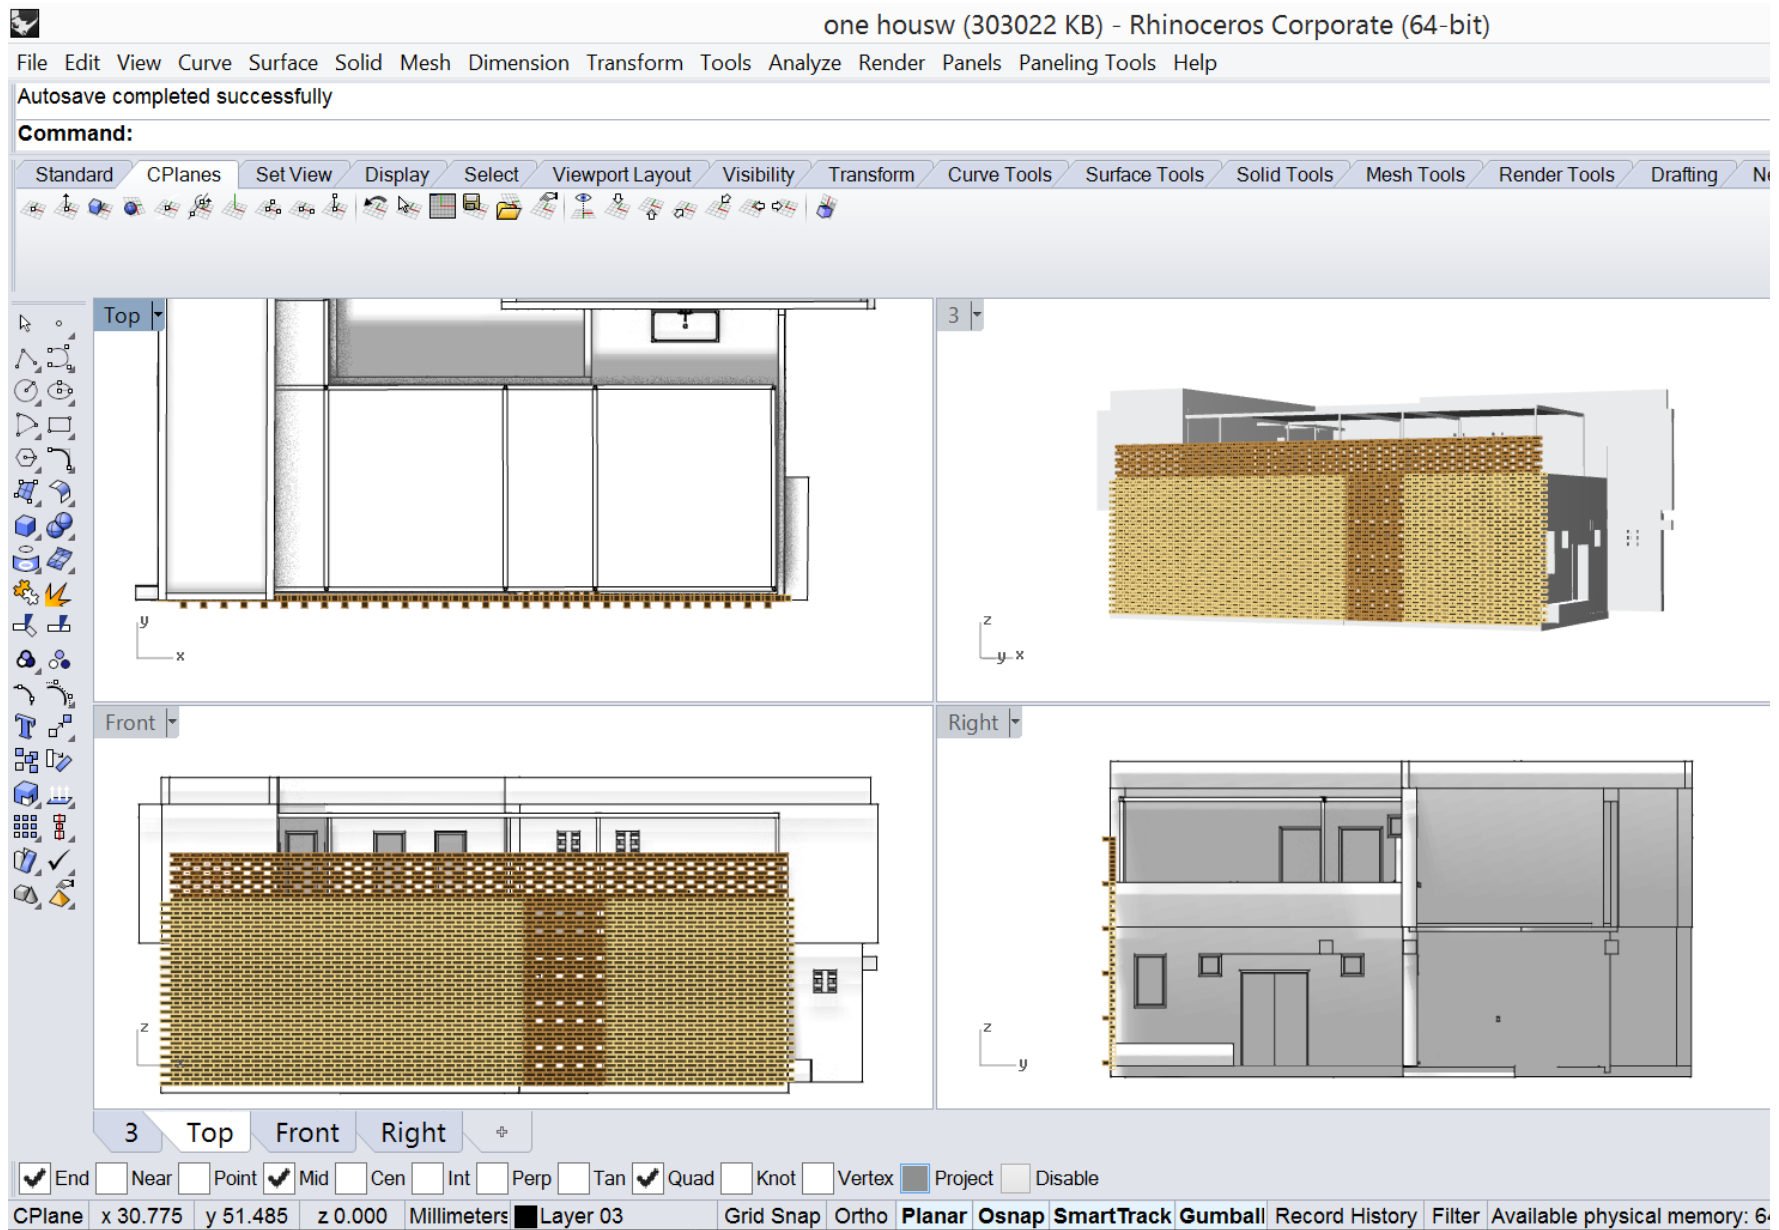 one housw (303022 KB) - Rhinoceros Corporate (64-bit)
File Edit View Curve Surface Solid Mesh Dimension Transform Tools Analyze Render Panels Paneling Tools Help
Autosave completed successfully
Command:
Standard CPlanes Set View Display Select Viewport Layout Visibility Transform Curve Tools Surface Tools Solid Tools Mesh Tools Render Tools Drafting
Top 3
y x
z y x
Front Right
z x
z y
3 Top Front Right
End Near Point Mid Cen Int Perp Tan Quad Knot Vertex Project Disable
CPlane x 30.775 y 51.485 z 0.000 Millimeters Layer 03 Grid Snap Ortho Planar Osnap SmartTrack Gumball Record History Filter Available physical memory: 64